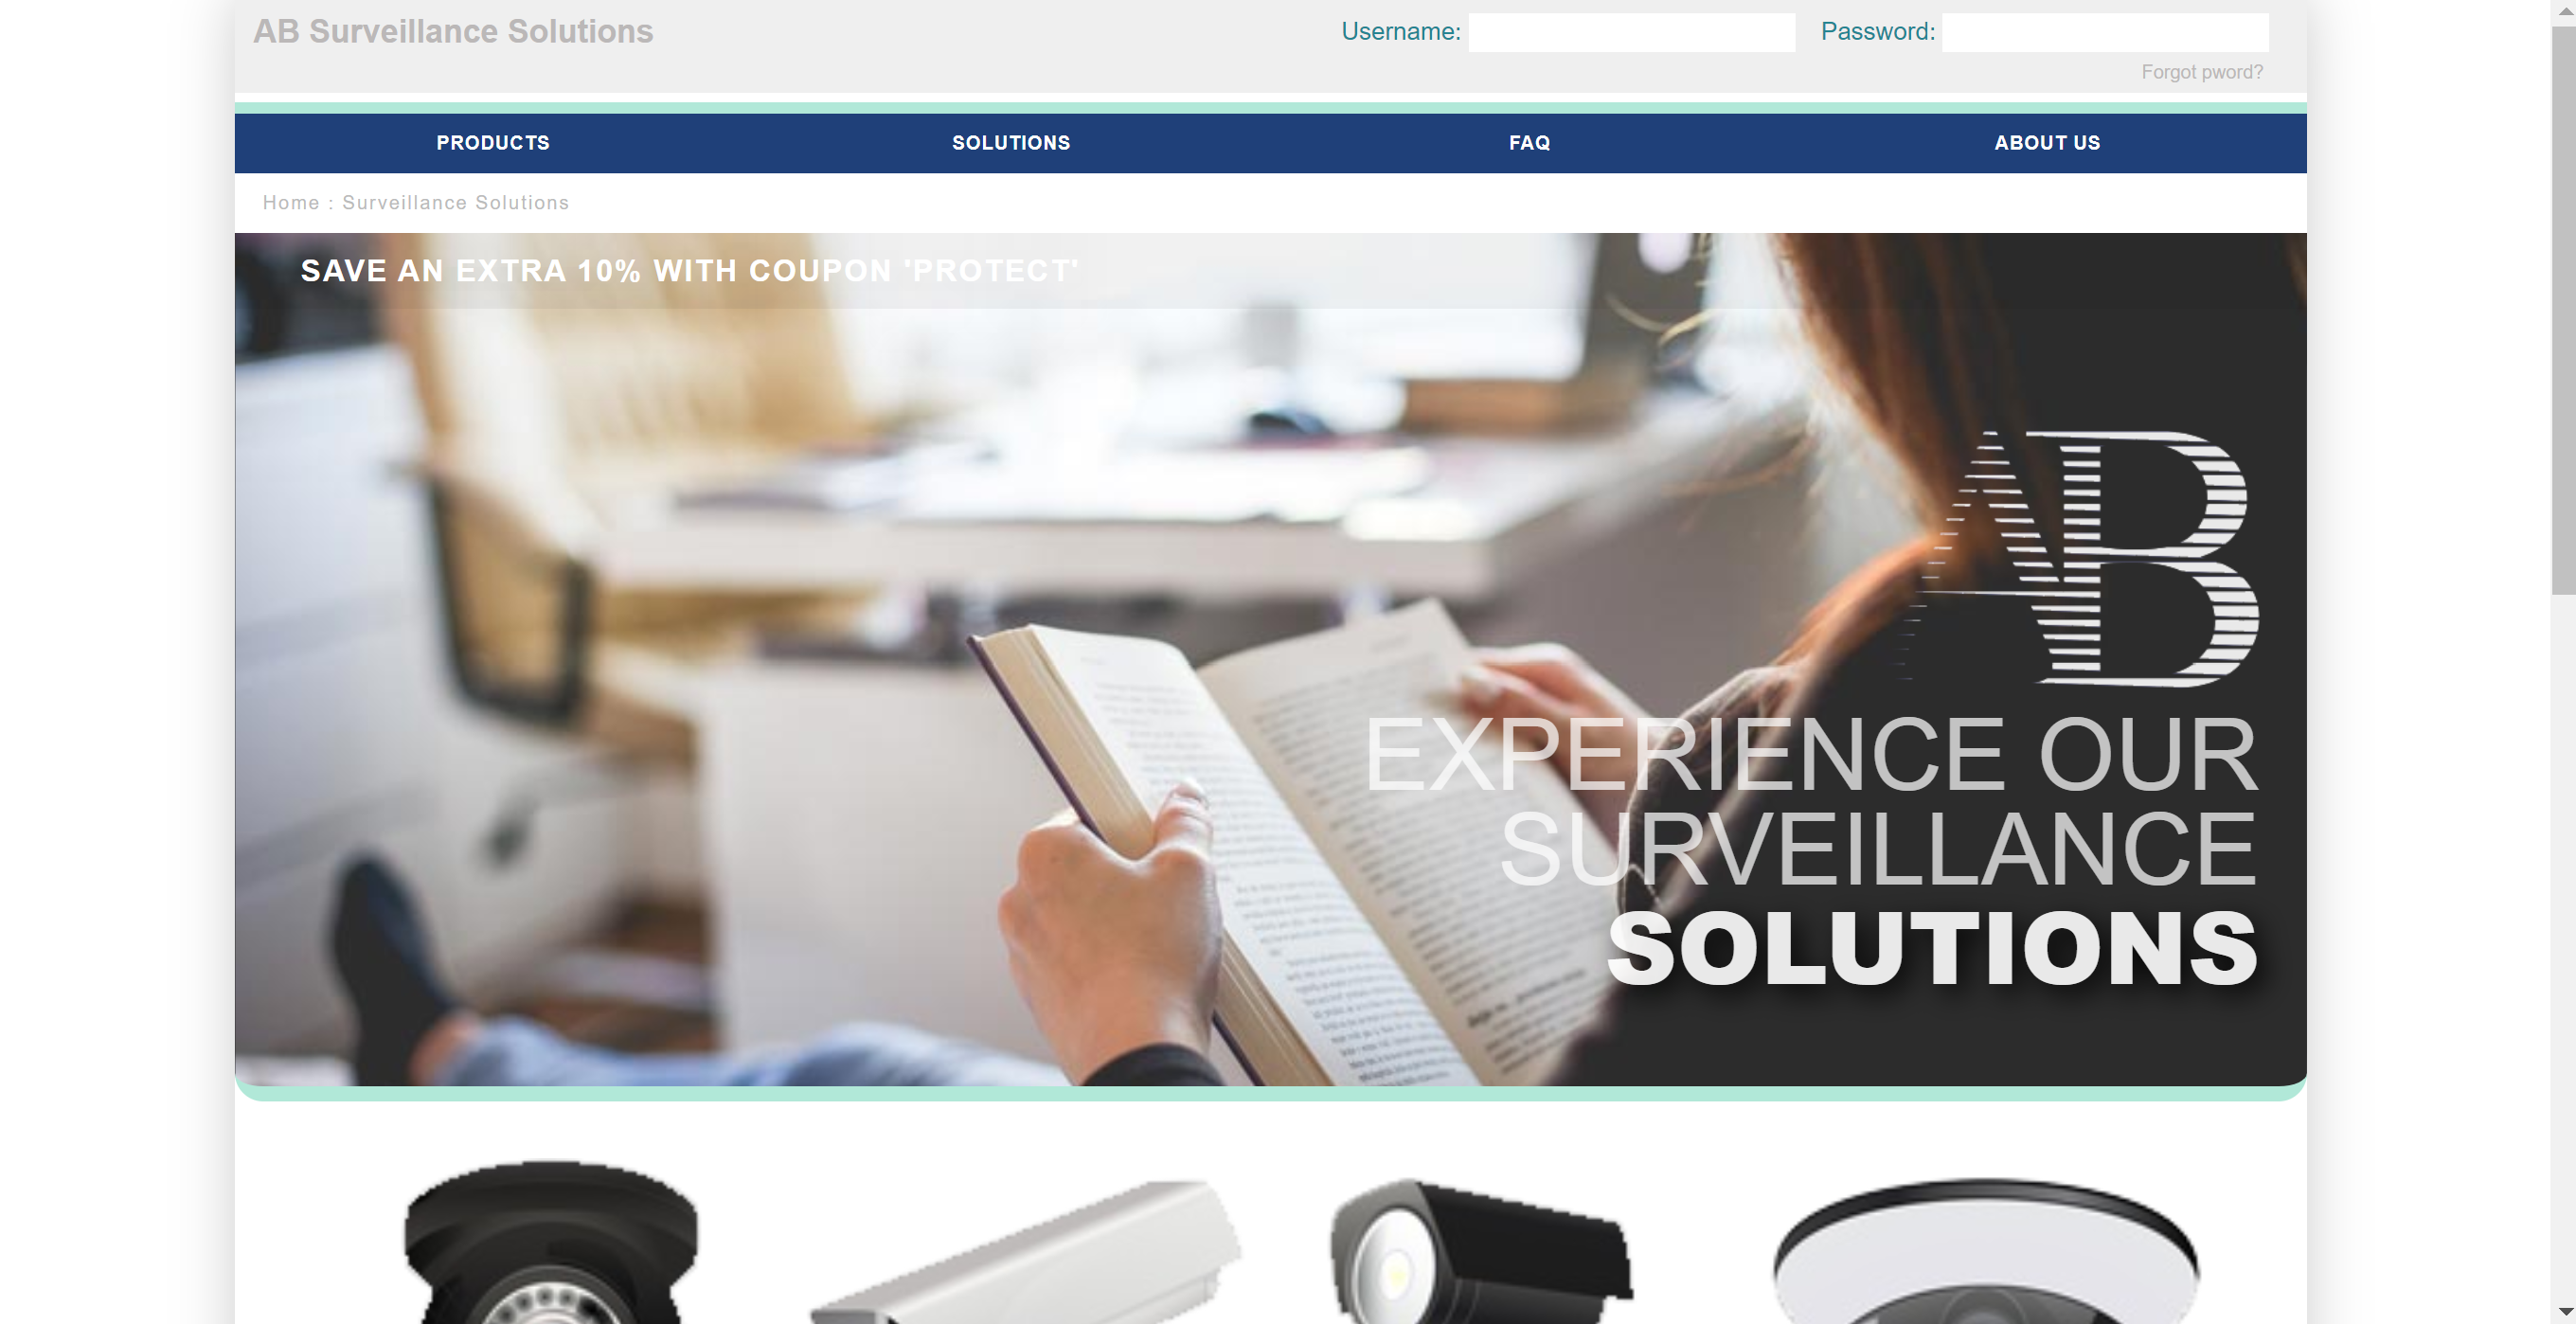 AB Surveillance Solutions
Username: Password:
Forgot pword?
PRODUCTS SOLUTIONS FAQ ABOUT US
Home : Surveillance Solutions
SAVE AN EXTRA 10% WITH COUPON 'PROTECT'
AB
EXPERIENCE OUR
SURVEILLANCE
SOLUTIONS